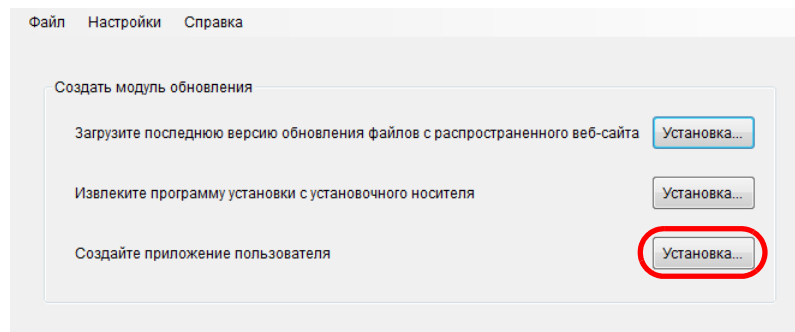 Файл Настройки Справка
Создать модуль обновления
Загрузите последнюю версию обновления файлов с распространенного веб-сайта Установка...
Извлеките программу установки с установочного носителя Установка...
Создайте приложение пользователя Установка...